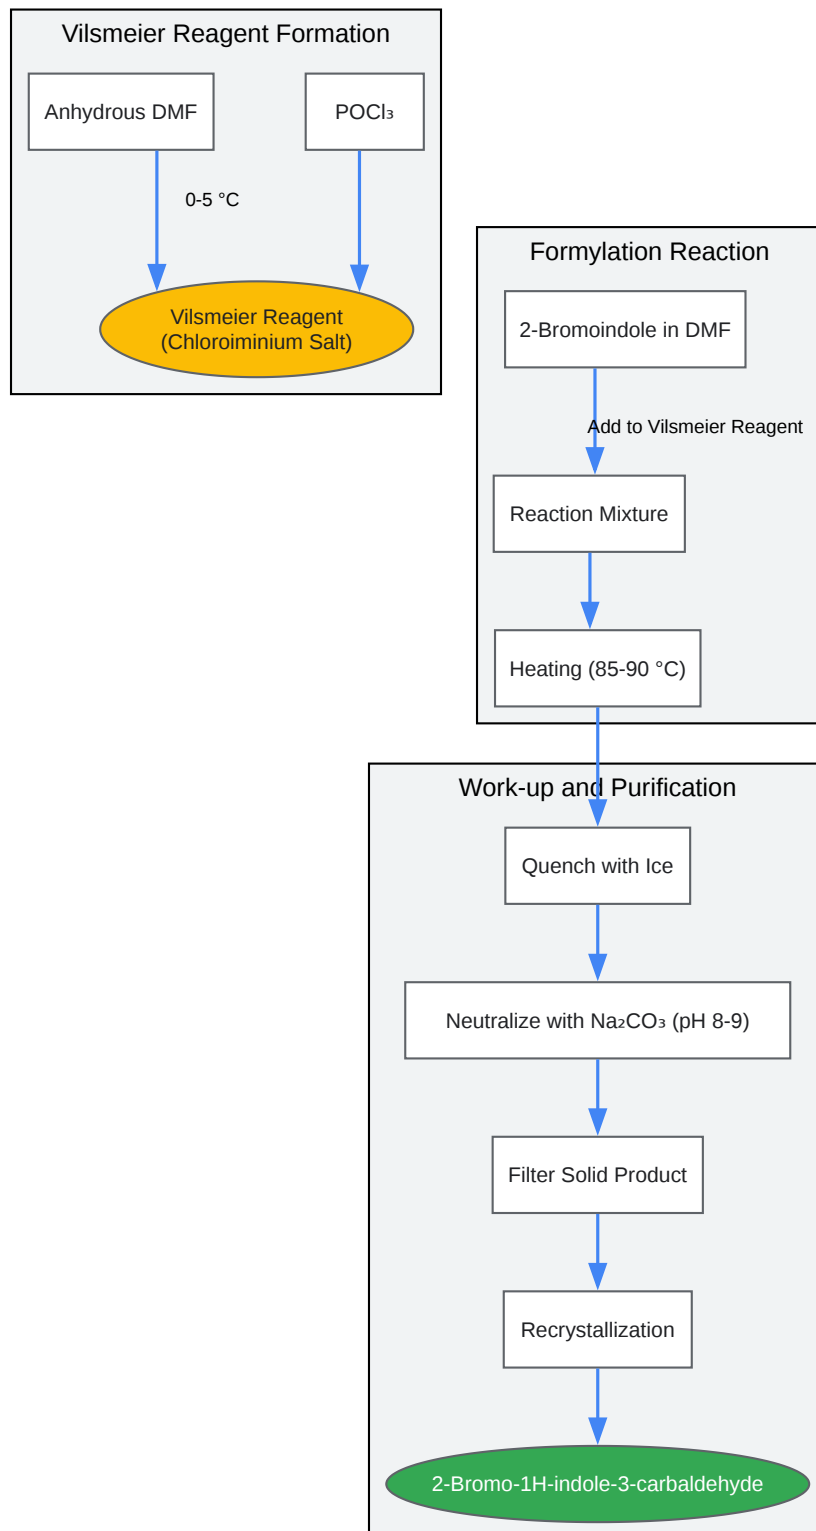 Vilsmeier Reagent Formation
Anhydrous DMF
POCl₃
0-5 °C
Vilsmeier Reagent
(Chloroiminium Salt)
Formylation Reaction
2-Bromoindole in DMF
Add to Vilsmeier Reagent
Reaction Mixture
Heating (85-90 °C)
Work-up and Purification
Quench with Ice
Neutralize with Na₂CO₃ (pH 8-9)
Filter Solid Product
Recrystallization
2-Bromo-1H-indole-3-carbaldehyde